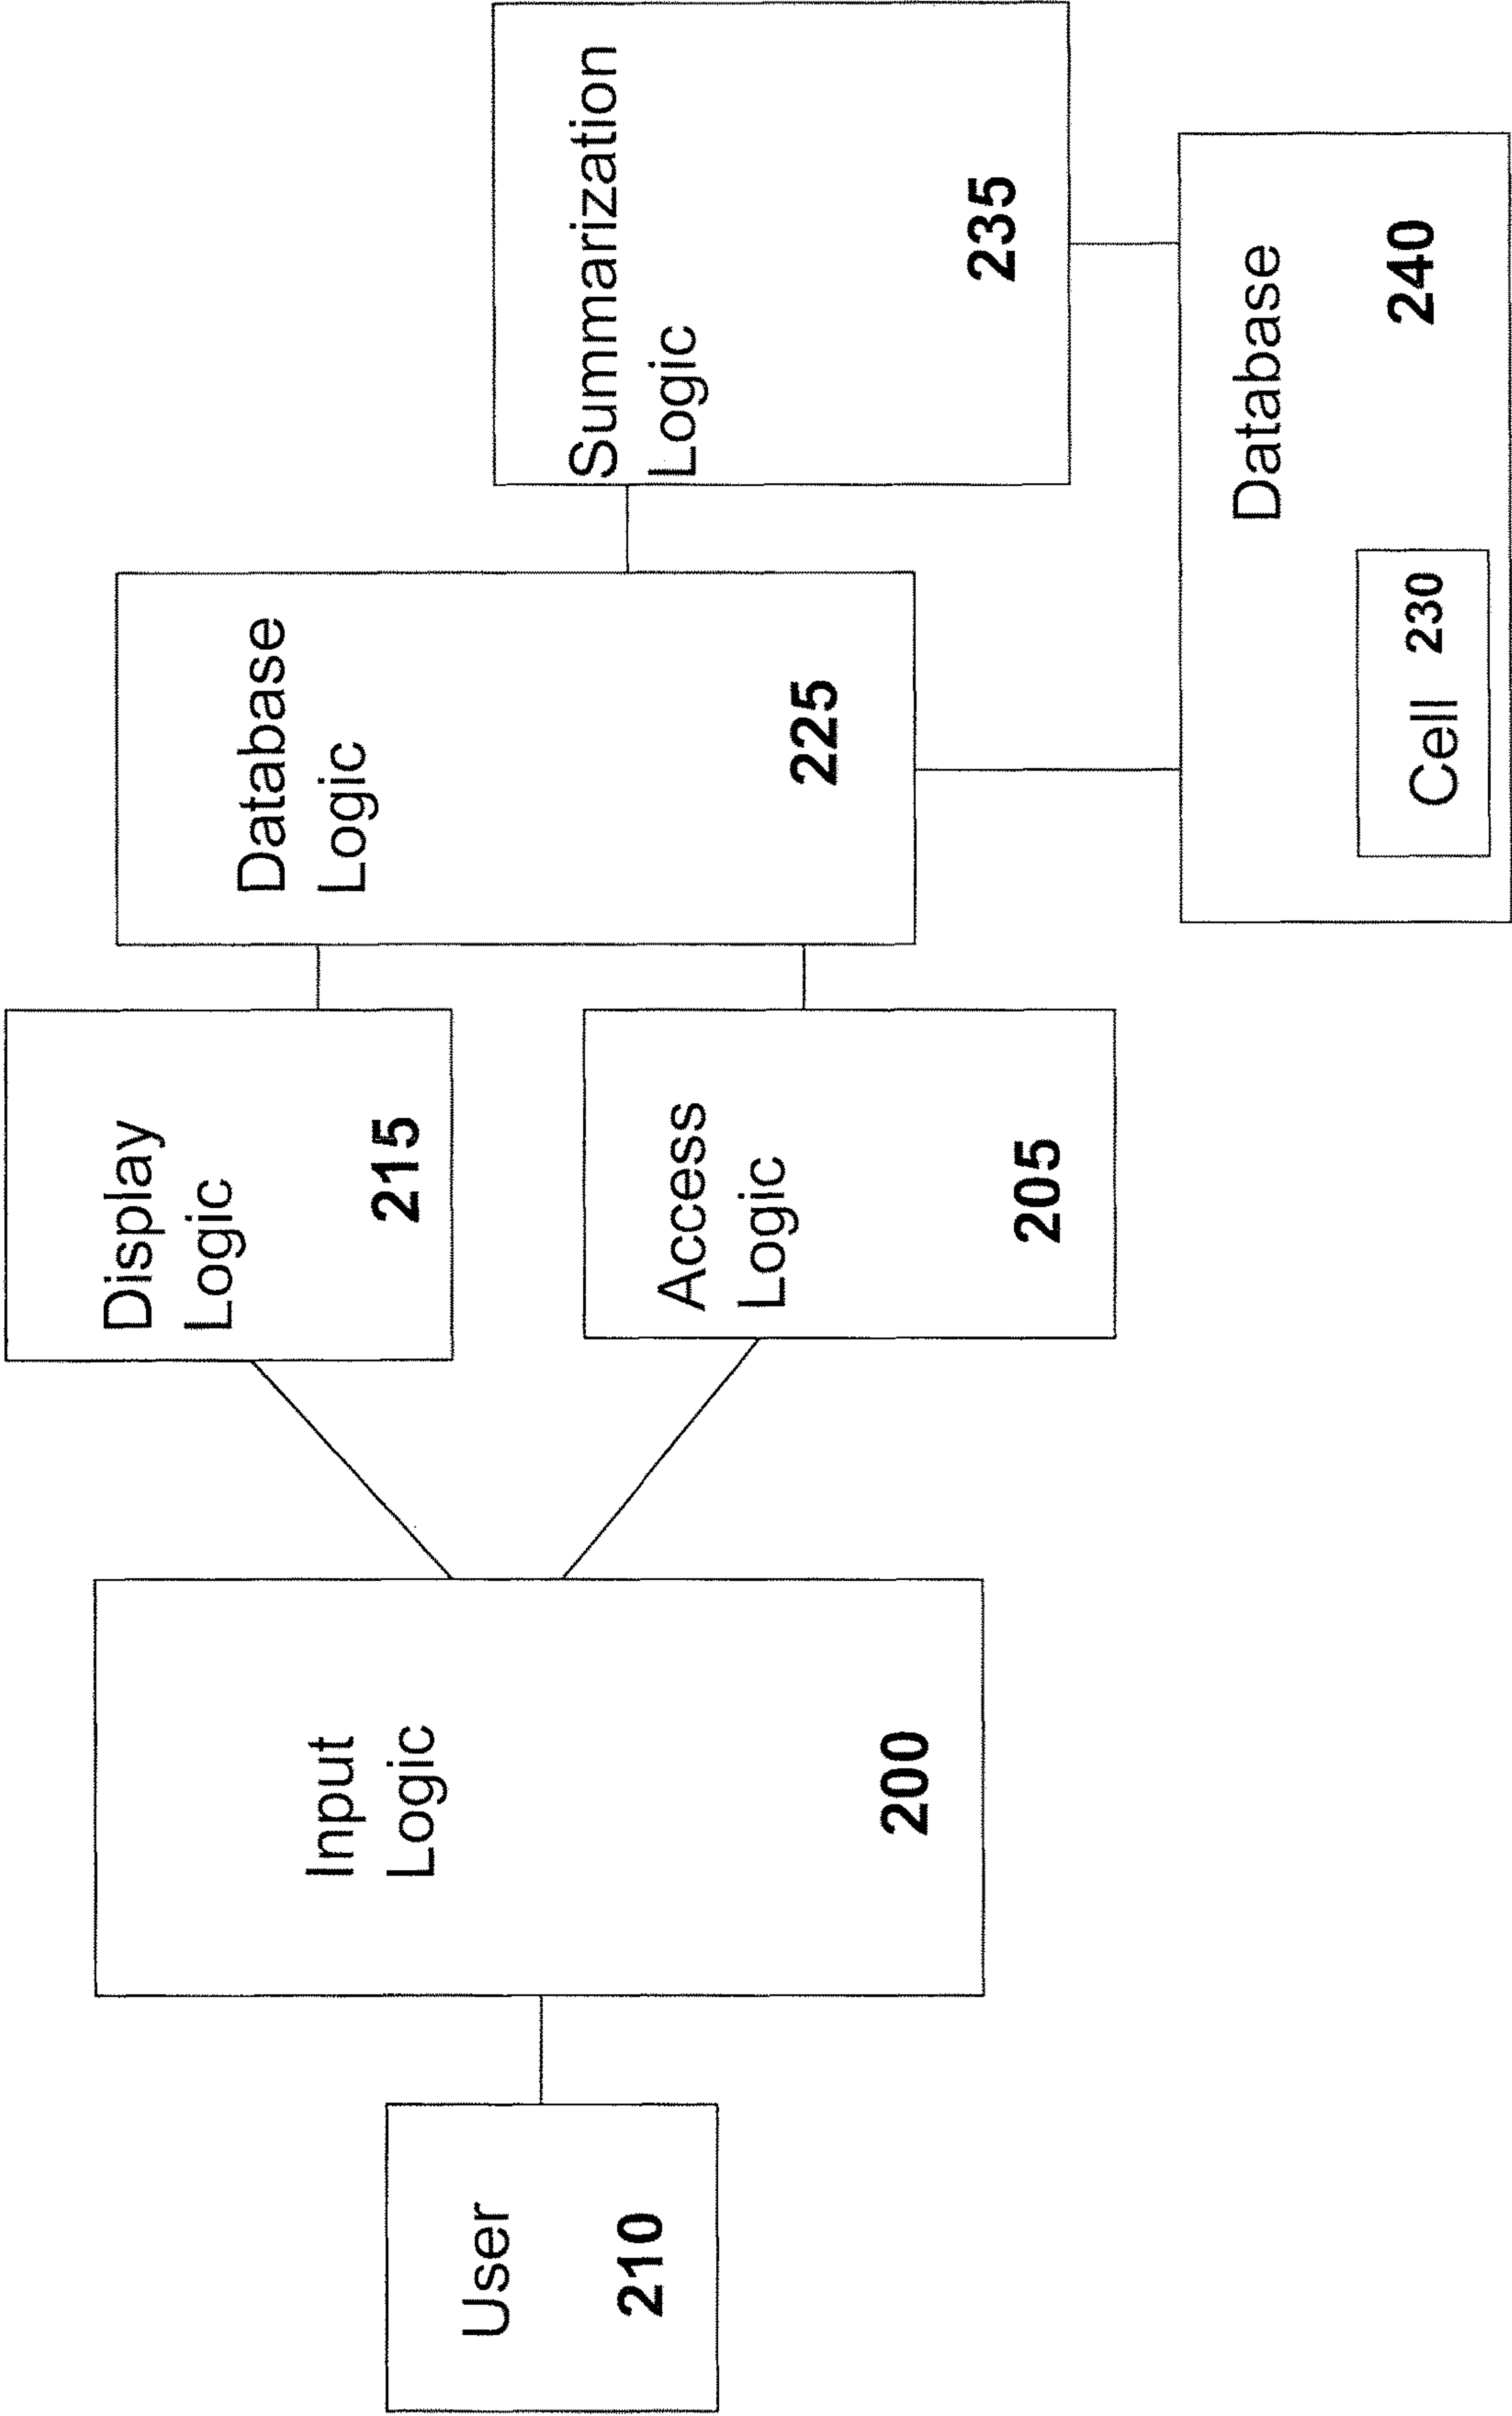 User
210
Input
Logic
200
Display
Logic
215
Access
Logic
205
Database
Logic
225
Summarization
Logic
235
Database
240
Cell 230